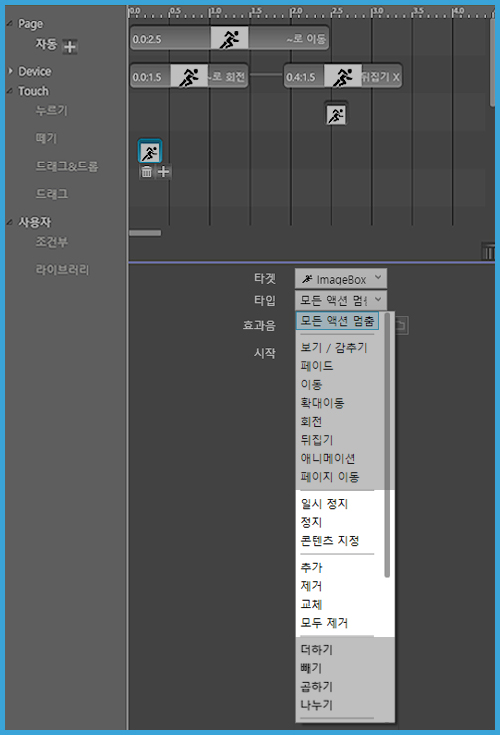 Page
자동
Device
Touch
누르기
떼기
드래그&드롭
드래그
사용자
조건부
라이브러리
0.0 0.5 1.0 1.5 2.0 2.5 3.0 3.5 4.0
0.0:2.5 ~로 이동
0.0:1.5 ~로 회전 0.4:1.5 뒤집기 X
타겟 ImageBox
타입 모든 액션 멈
효과음
시작
모든 액션 멈춤
보기 / 감추기
페이드
이동
확대이동
회전
뒤집기
애니메이션
페이지 이동
일시 정지
정지
콘텐츠 지정
추가
제거
교체
모두 제거
더하기
빼기
곱하기
나누기